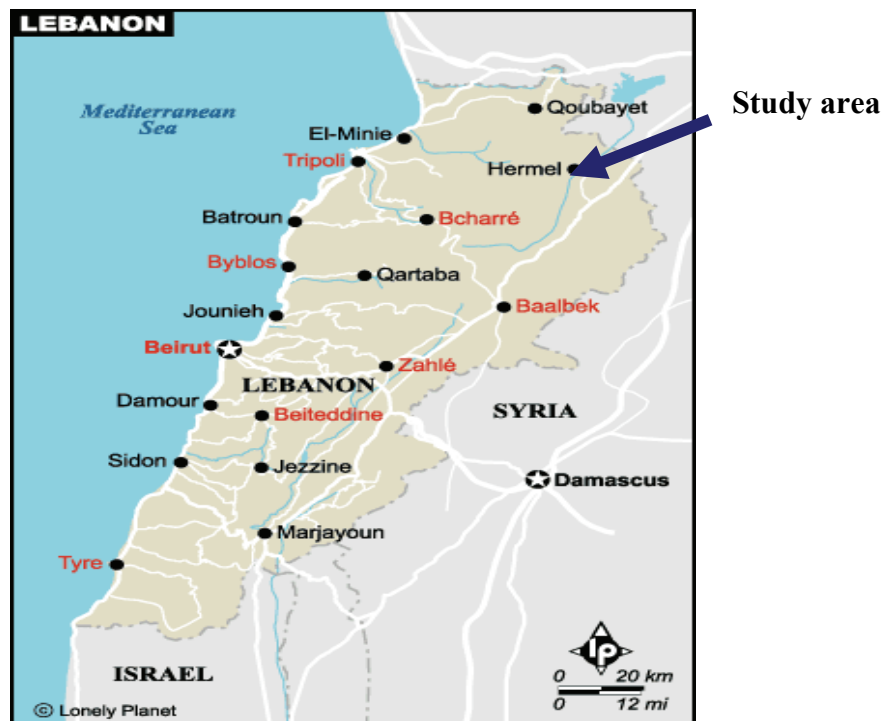 LEBANON
Study area
Mediterranean
Sea
Qoubayet
El-Minie
Tripoli
Hermel
Batroun
Bcharré
Byblos
Qartaba
Jounieh
Baalbek
Beirut
Zahlé
LEBANON
Damour
Beiteddine
SYRIA
Sidon
Jezzine
Damascus
Marjayoun
Tyre
ISRAEL
lp
0 20 km
0 12 mi
© Lonely Planet